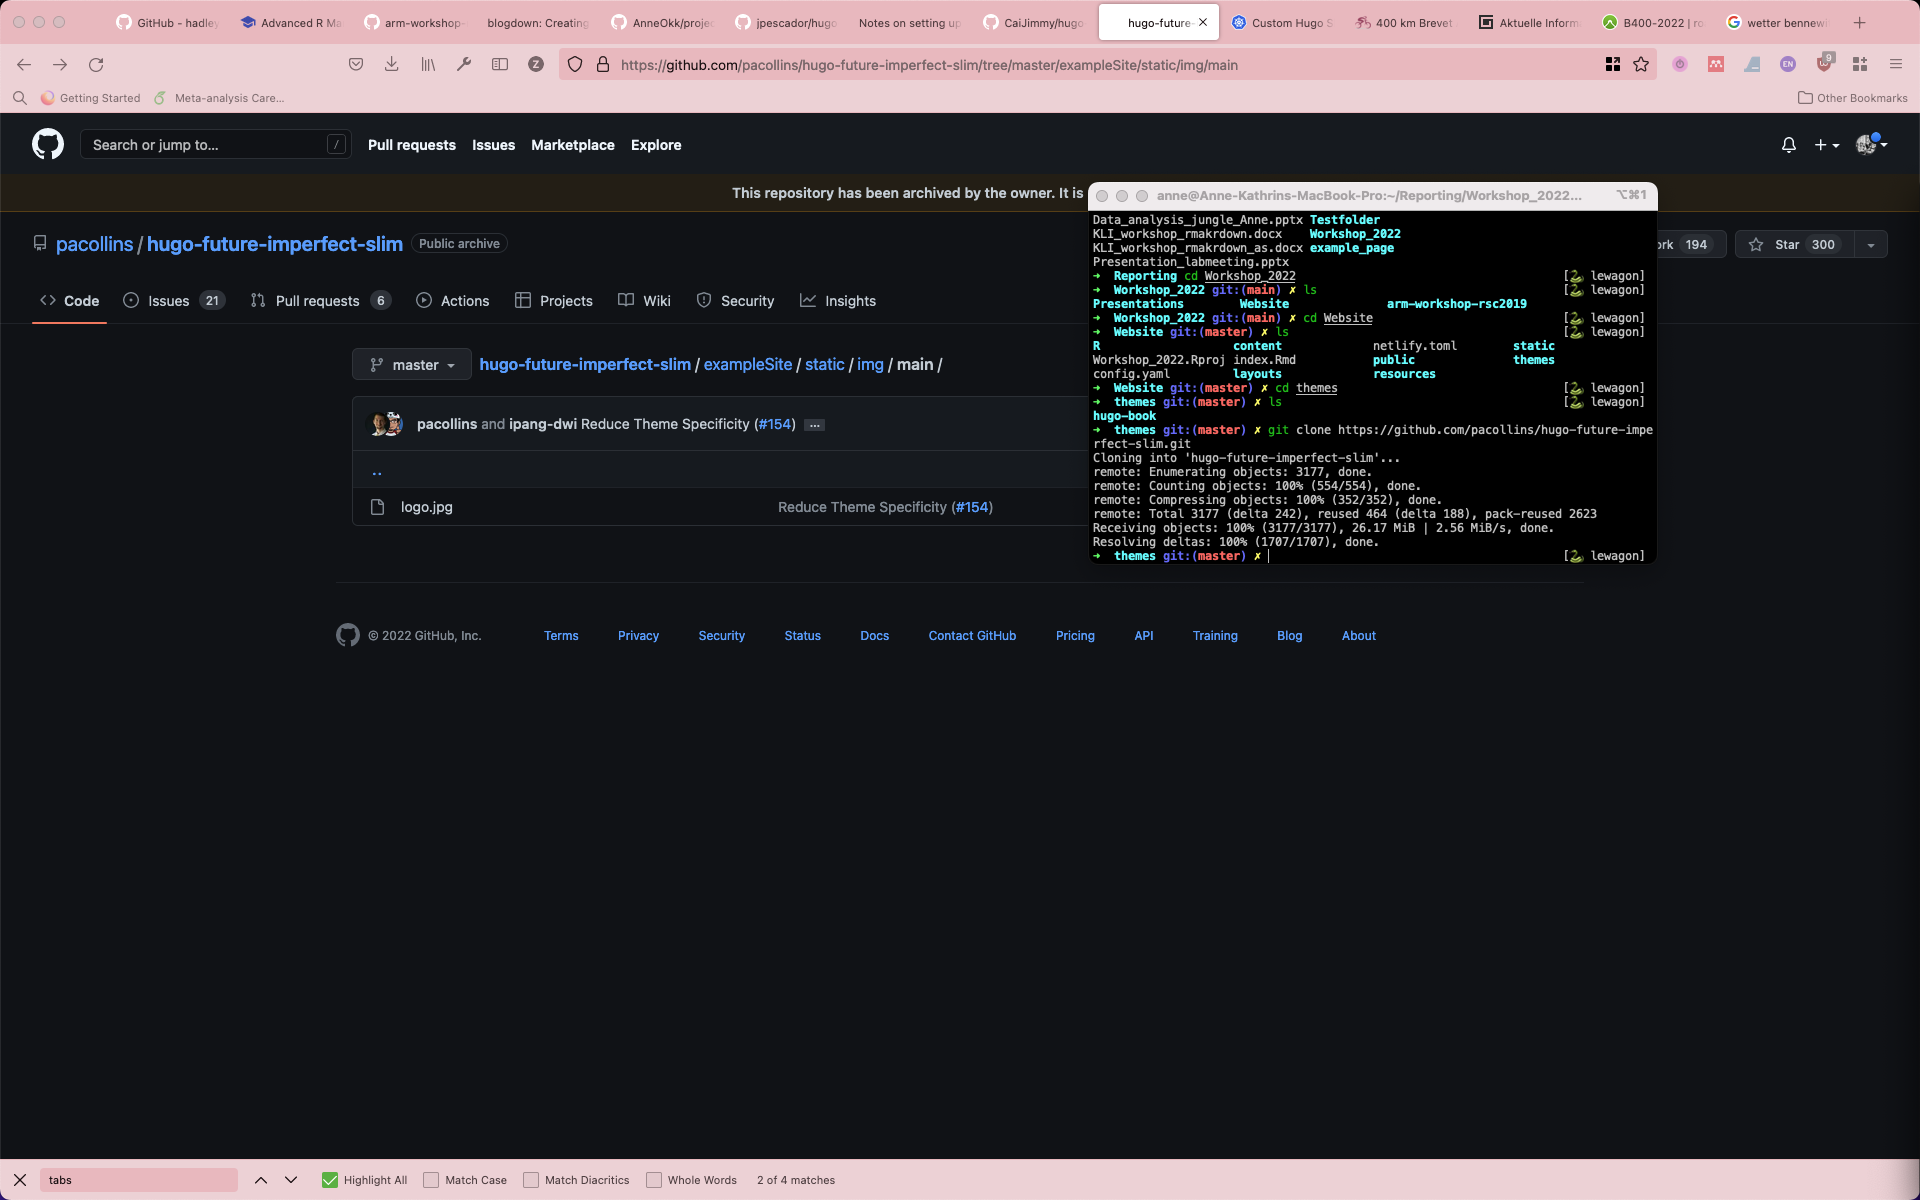 GitHub - hadley
Advanced R Ma
arm-workshop-
blogdown: Creating
AnneOkk/projec
jpescador/hugo
Notes on setting up
CaiJimmy/hugo
hugo-future-
Custom Hugo S
400 km Brevet
Aktuelle Inform
B400-2022 | ro
wetter bennewi
https://github.com/pacollins/hugo-future-imperfect-slim/tree/master/exampleSite/static/img/main
Z
EN
9
Getting Started
Meta-analysis Care...
Other Bookmarks
Search or jump to...
/
Pull requests
Issues
Marketplace
Explore
This repository has been archived by the owner. It is
pacollins / hugo-future-imperfect-slim
Public archive
ork 194
Star 300
Code
Issues 21
Pull requests 6
Actions
Projects
Wiki
Security
Insights
master
hugo-future-imperfect-slim / exampleSite / static / img / main /
pacollins and ipang-dwi Reduce Theme Specificity (#154) ...
..
logo.jpg
Reduce Theme Specificity (#154)
anne@Anne-Kathrins-MacBook-Pro:~/Reporting/Workshop_2022... ⌥⌘1
Data_analysis_jungle_Anne.pptx Testfolder
KLI_workshop_rmakrdown.docx Workshop_2022
KLI_workshop_rmakrdown_as.docx example_page
Presentation_labmeeting.pptx
➜ Reporting cd Workshop_2022 [🐍 lewagon]
➜ Workshop_2022 git:(main) ✗ ls [🐍 lewagon]
Presentations Website arm-workshop-rsc2019
➜ Workshop_2022 git:(main) ✗ cd Website [🐍 lewagon]
➜ Website git:(master) ✗ ls [🐍 lewagon]
R content netlify.toml static
Workshop_2022.Rproj index.Rmd public themes
config.yaml layouts resources
➜ Website git:(master) ✗ cd themes [🐍 lewagon]
➜ themes git:(master) ✗ ls [🐍 lewagon]
hugo-book
➜ themes git:(master) ✗ git clone https://github.com/pacollins/hugo-future-impe
rfect-slim.git
Cloning into 'hugo-future-imperfect-slim'...
remote: Enumerating objects: 3177, done.
remote: Counting objects: 100% (554/554), done.
remote: Compressing objects: 100% (352/352), done.
remote: Total 3177 (delta 242), reused 464 (delta 188), pack-reused 2623
Receiving objects: 100% (3177/3177), 26.17 MiB | 2.56 MiB/s, done.
Resolving deltas: 100% (1707/1707), done.
➜ themes git:(master) ✗ [🐍 lewagon]
© 2022 GitHub, Inc.
Terms
Privacy
Security
Status
Docs
Contact GitHub
Pricing
API
Training
Blog
About
tabs
Highlight All
Match Case
Match Diacritics
Whole Words
2 of 4 matches